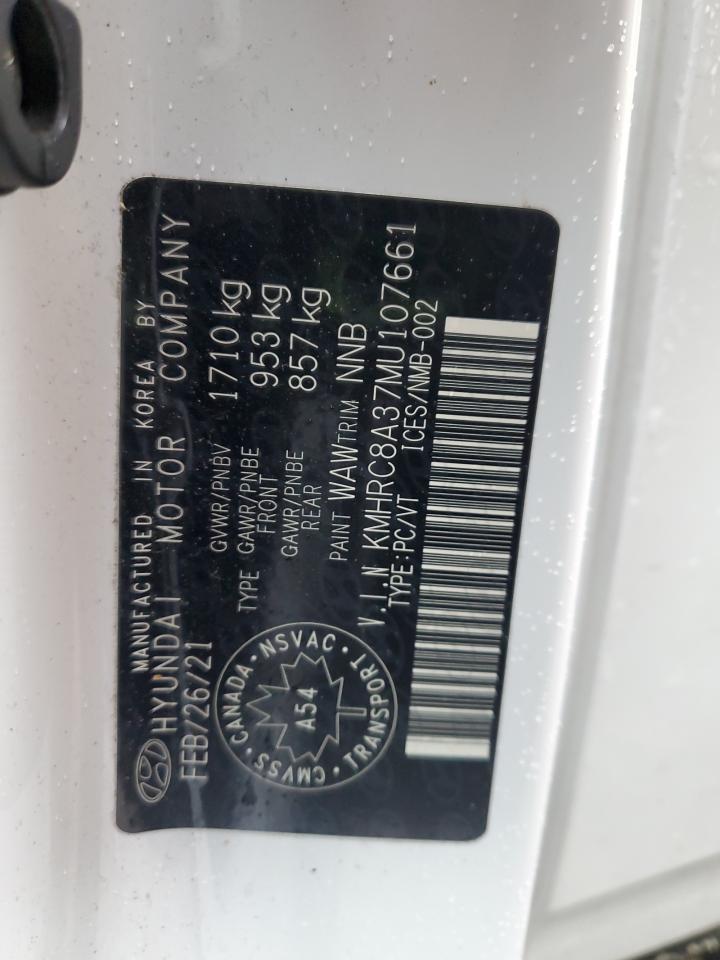 MANUFACTURED IN KOREA BY
HYUNDAI MOTOR COMPANY
FEB/26/21
GVWR/PNBV 1710 kg
TYPE GAWR/PNBE FRONT 953 kg
GAWR/PNBE REAR 857 kg
PAINT WAW TRIM NNB
V.I.N KMHRC8A37MU107661
TYPE:PC/VT ICES/NMB-002
CANADA · NSVAC · TRANSPORT · CMVSS ·
A54